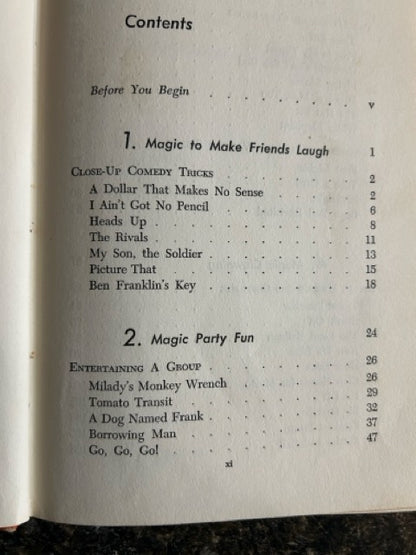 Contents
Before You Begin . . . . . . . . v
1. Magic to Make Friends Laugh 1
Close-Up Comedy Tricks . . . . . . . 2
A Dollar That Makes No Sense . . . . 2
I Ain't Got No Pencil . . . . . . . 6
Heads Up . . . . . . . . . 8
The Rivals . . . . . . . . . 11
My Son, the Soldier . . . . . . . 13
Picture That . . . . . . . . 15
Ben Franklin's Key . . . . . . . 18
2. Magic Party Fun 24
Entertaining A Group . . . . . . . 26
Milady's Monkey Wrench . . . . . . 26
Tomato Transit . . . . . . . 29
A Dog Named Frank . . . . . . . 32
Borrowing Man . . . . . . . . 37
Go, Go, Go! . . . . . . . . 47
xi